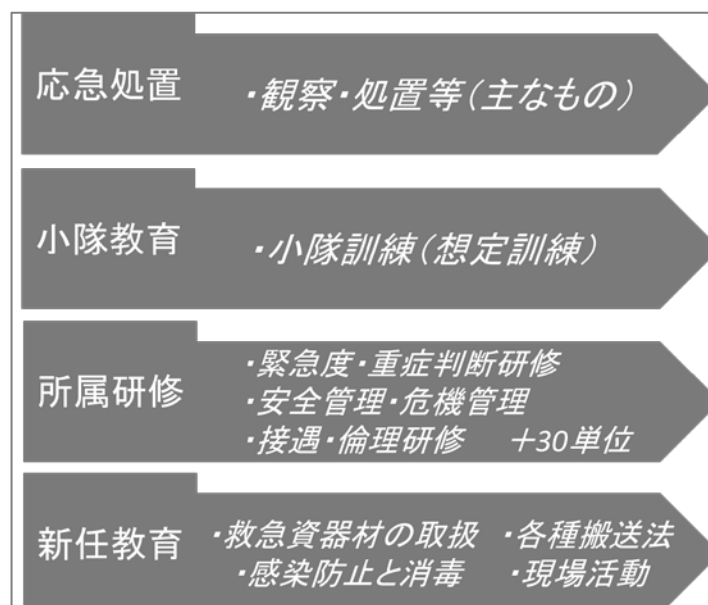 応急処置
・観察・処置等(主なもの)
小隊教育
・小隊訓練(想定訓練)
所属研修
・緊急度・重症判断研修
・安全管理・危機管理
・接遇・倫理研修　+30単位
新任教育
・救急資器材の取扱　・各種搬送法
・感染防止と消毒　・現場活動